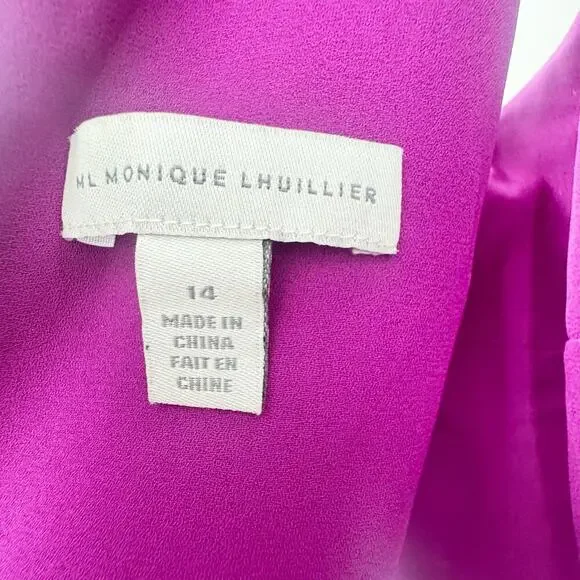 ML MONIQUE LHUILLIER
14
MADE IN
CHINA
FAIT EN
CHINE